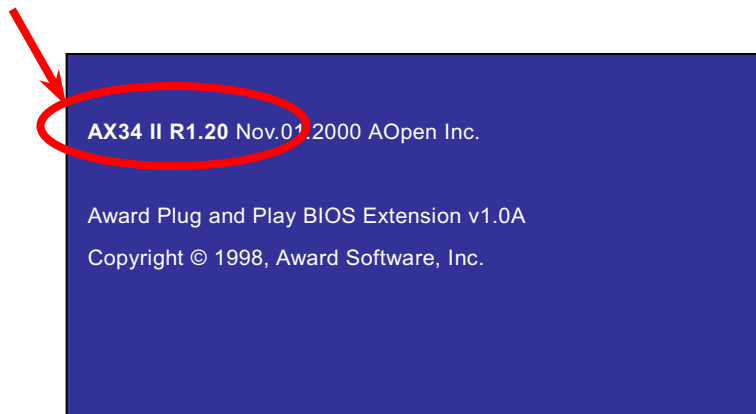 AX34 II R1.20 Nov.01.2000 AOpen Inc.
Award Plug and Play BIOS Extension v1.0A
Copyright © 1998, Award Software, Inc.